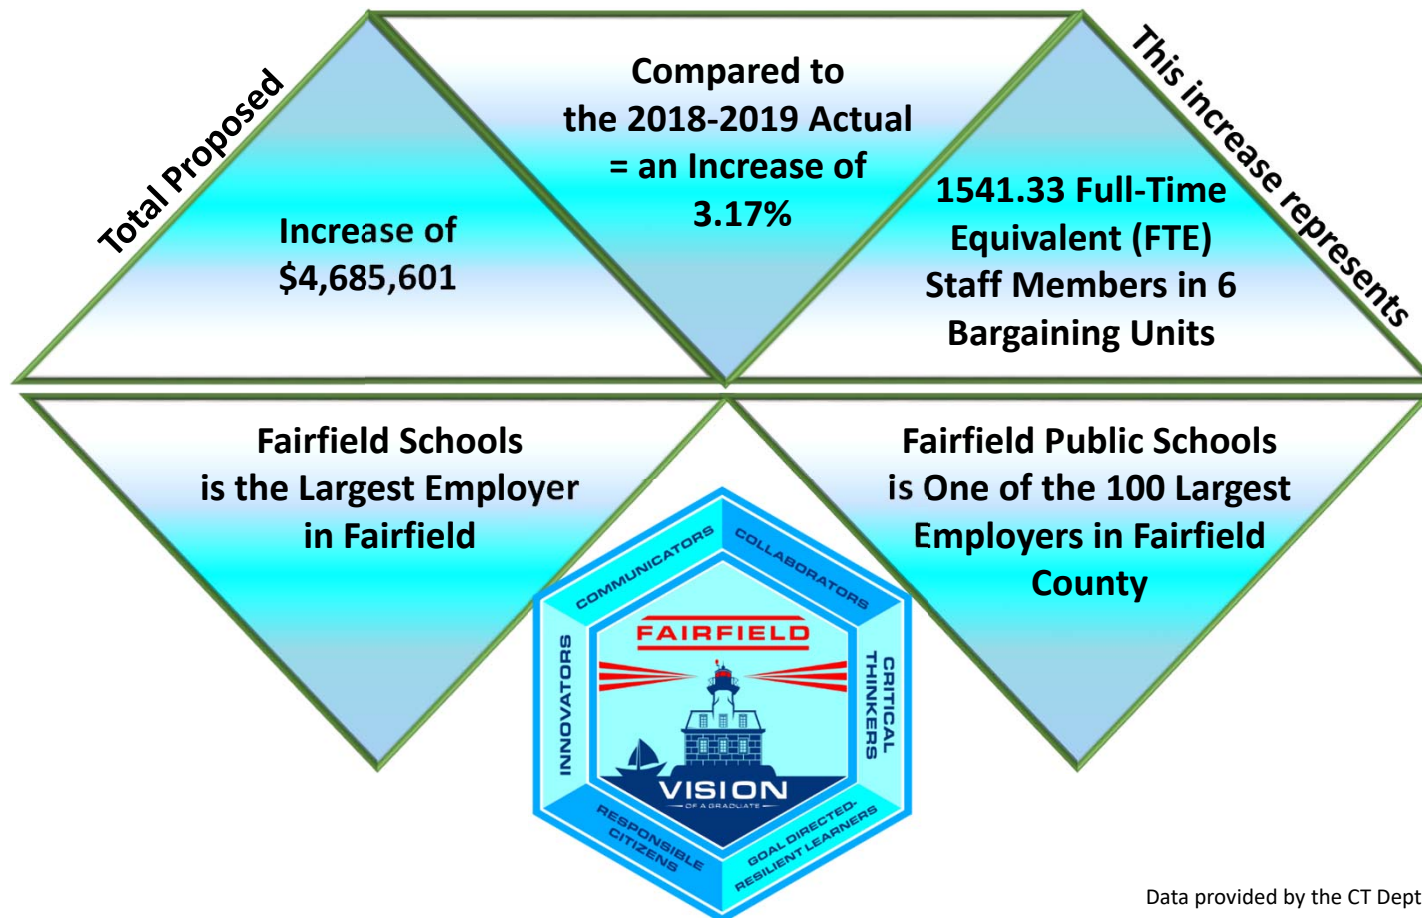 Total Proposed
Increase of
$4,685,601
Compared to
the 2018-2019 Actual
= an Increase of
3.17%
This increase represents
1541.33 Full-Time
Equivalent (FTE)
Staff Members in 6
Bargaining Units
Fairfield Schools
is the Largest Employer
in Fairfield
Fairfield Public Schools
is One of the 100 Largest
Employers in Fairfield
County
COMMUNICATORS
COLLABORATORS
INNOVATORS
FAIRFIELD
CRITICAL
THINKERS
VISION
OF A GRADUATE
RESPONSIBLE
CITIZENS
GOAL DIRECTED-
RESILIENT LEARNERS
Data provided by the CT Dept